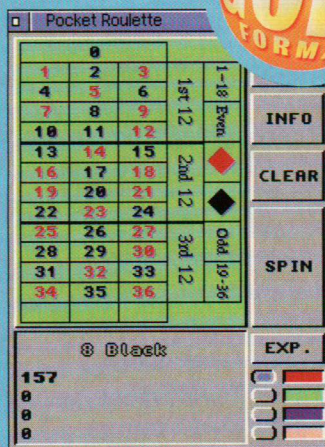 Pocket Roulette
0
1 2 3
4 5 6
7 8 9
10 11 12
13 14 15
16 17 18
19 20 21
22 23 24
25 26 27
28 29 30
31 32 33
34 35 36
1st 12
2nd 12
3rd 12
1-18 Even
Odd 19-36
INFO
CLEAR
SPIN
EXP.
8 Black
157
0
0
0